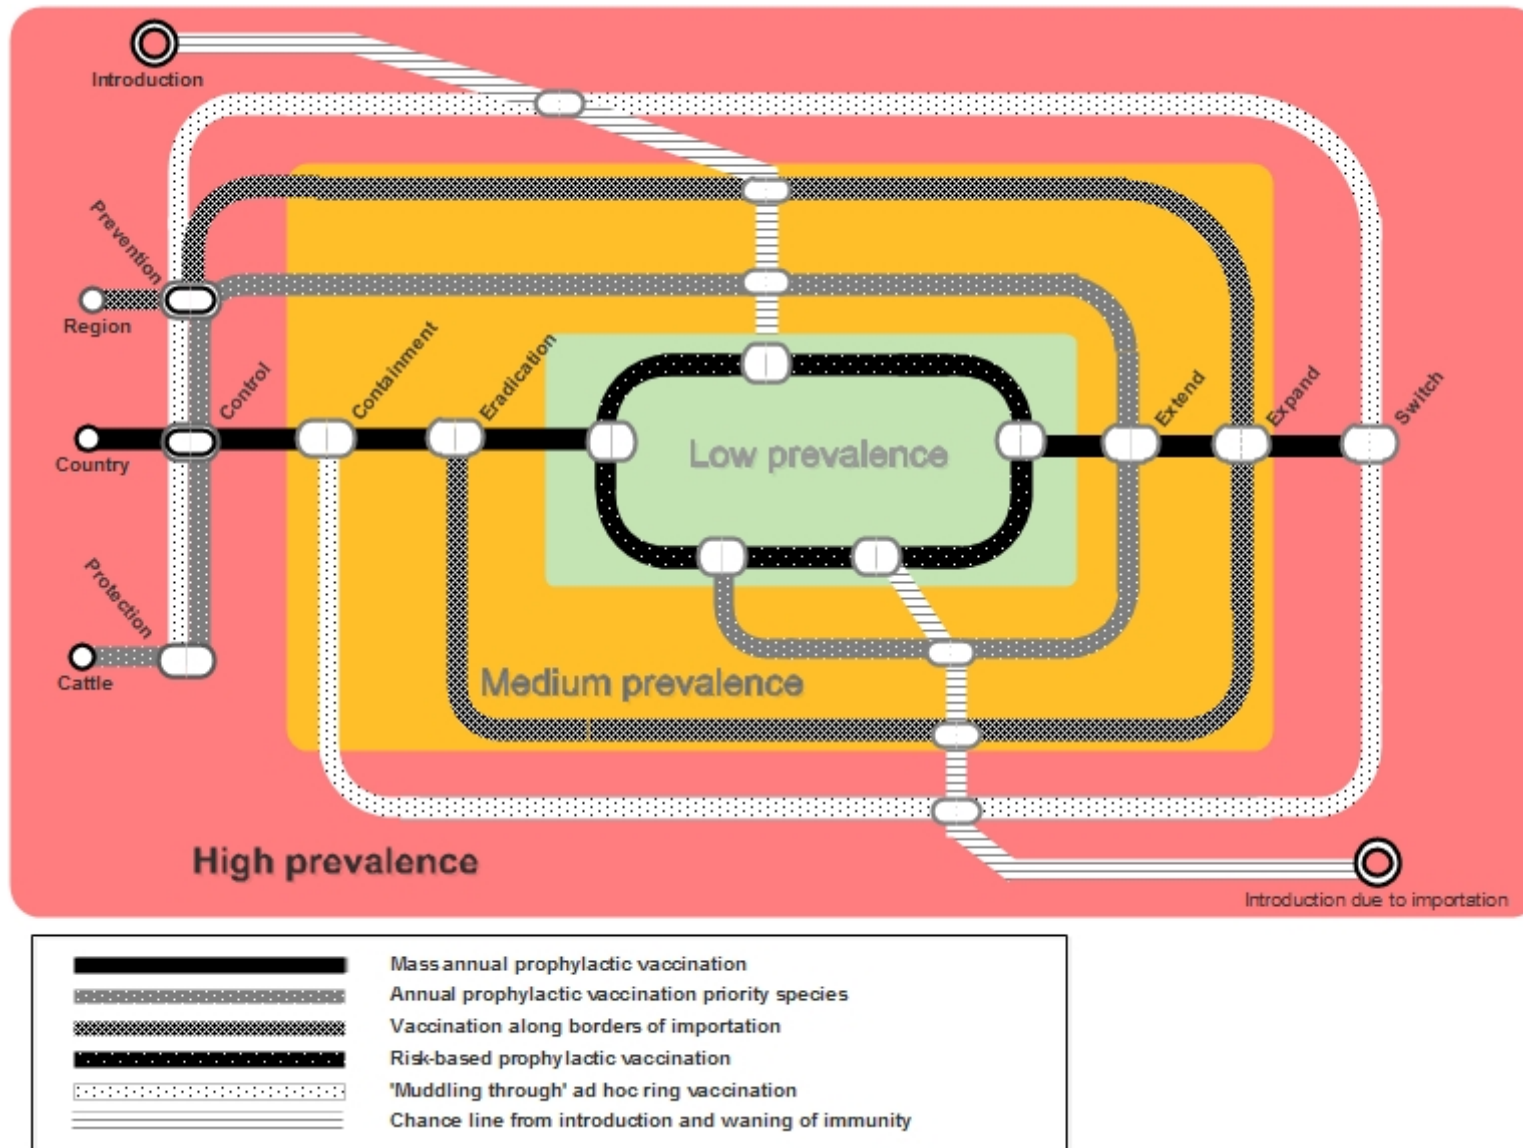 Introduction
Prevention
Region
Control
Containment
Eradication
Country
Low prevalence
Extend
Expand
Switch
Protection
Cattle
Medium prevalence
High prevalence
Introduction due to importation
Mass annual prophylactic vaccination
Annual prophylactic vaccination priority species
Vaccination along borders of importation
Risk-based prophylactic vaccination
'Muddling through' ad hoc ring vaccination
Chance line from introduction and waning of immunity